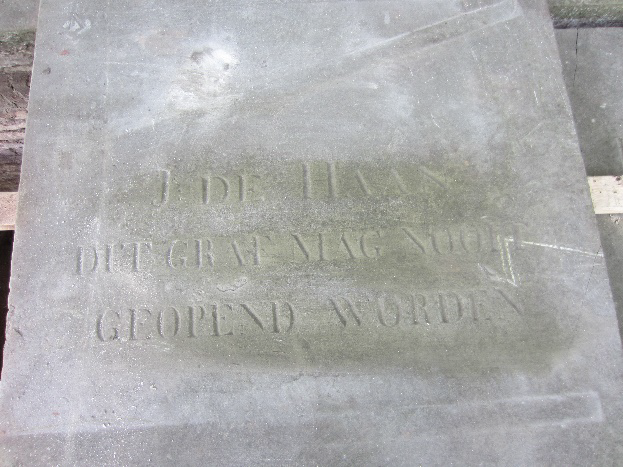 J. DE HAAN
DIT GRAF MAG NOOIT
GEOPEND WORDEN